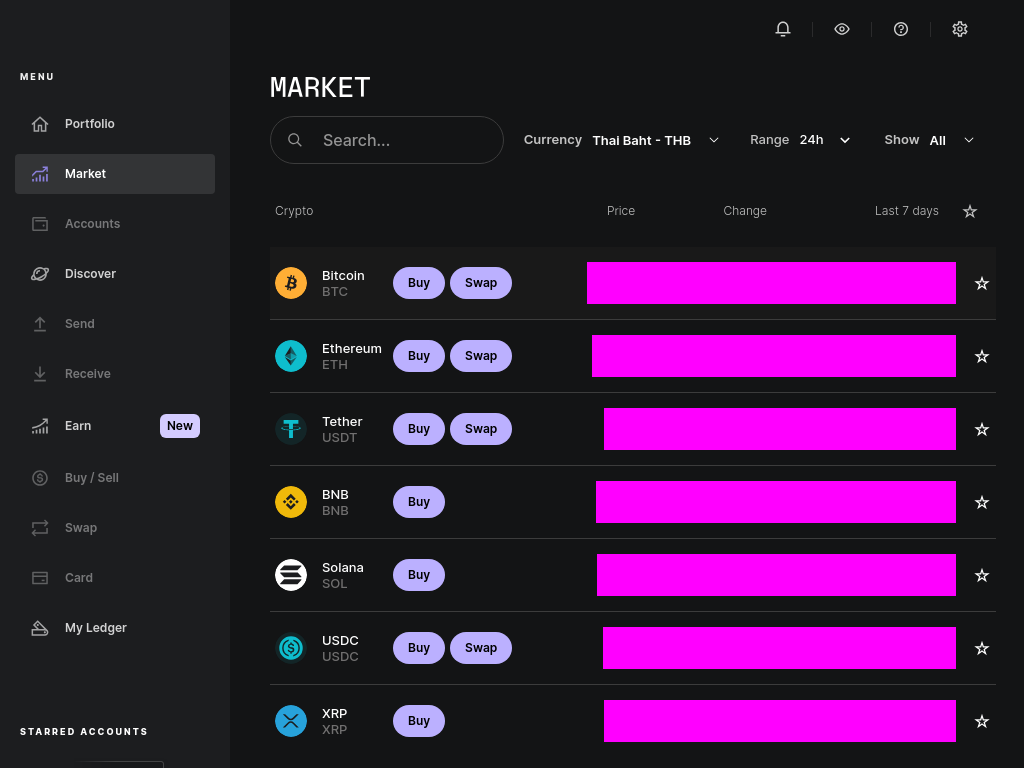 MENU
Portfolio
Market
Accounts
Discover
Send
Receive
Earn New
Buy / Sell
Swap
Card
My Ledger
STARRED ACCOUNTS
MARKET
Search...
Currency Thai Baht - THB
Range 24h
Show All
Crypto Price Change Last 7 days
Bitcoin
BTC
Buy Swap
Ethereum
ETH
Buy Swap
Tether
USDT
Buy Swap
BNB
BNB
Buy
Solana
SOL
Buy
USDC
USDC
Buy Swap
XRP
XRP
Buy